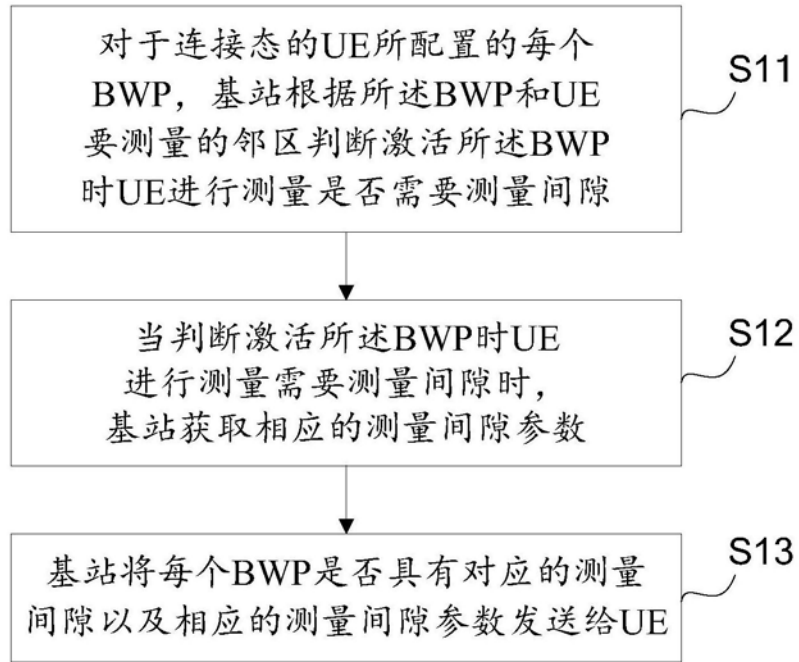 对于连接态的UE所配置的每个
BWP，基站根据所述BWP和UE
要测量的邻区判断激活所述BWP
时UE进行测量是否需要测量间隙
S11
当判断激活所述BWP时UE
进行测量需要测量间隙时，
基站获取相应的测量间隙参数
S12
基站将每个BWP是否具有对应的测量
间隙以及相应的测量间隙参数发送给UE
S13